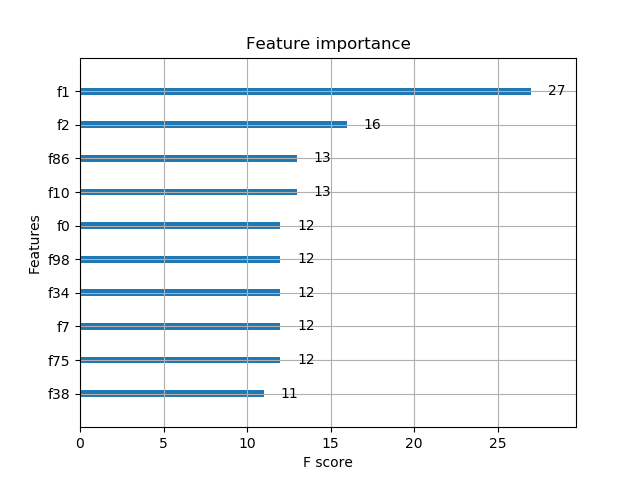 Feature importance
Features
f1 27
f2 16
f86 13
f10 13
f0 12
f98 12
f34 12
f7 12
f75 12
f38 11
0 5 10 15 20 25
F score